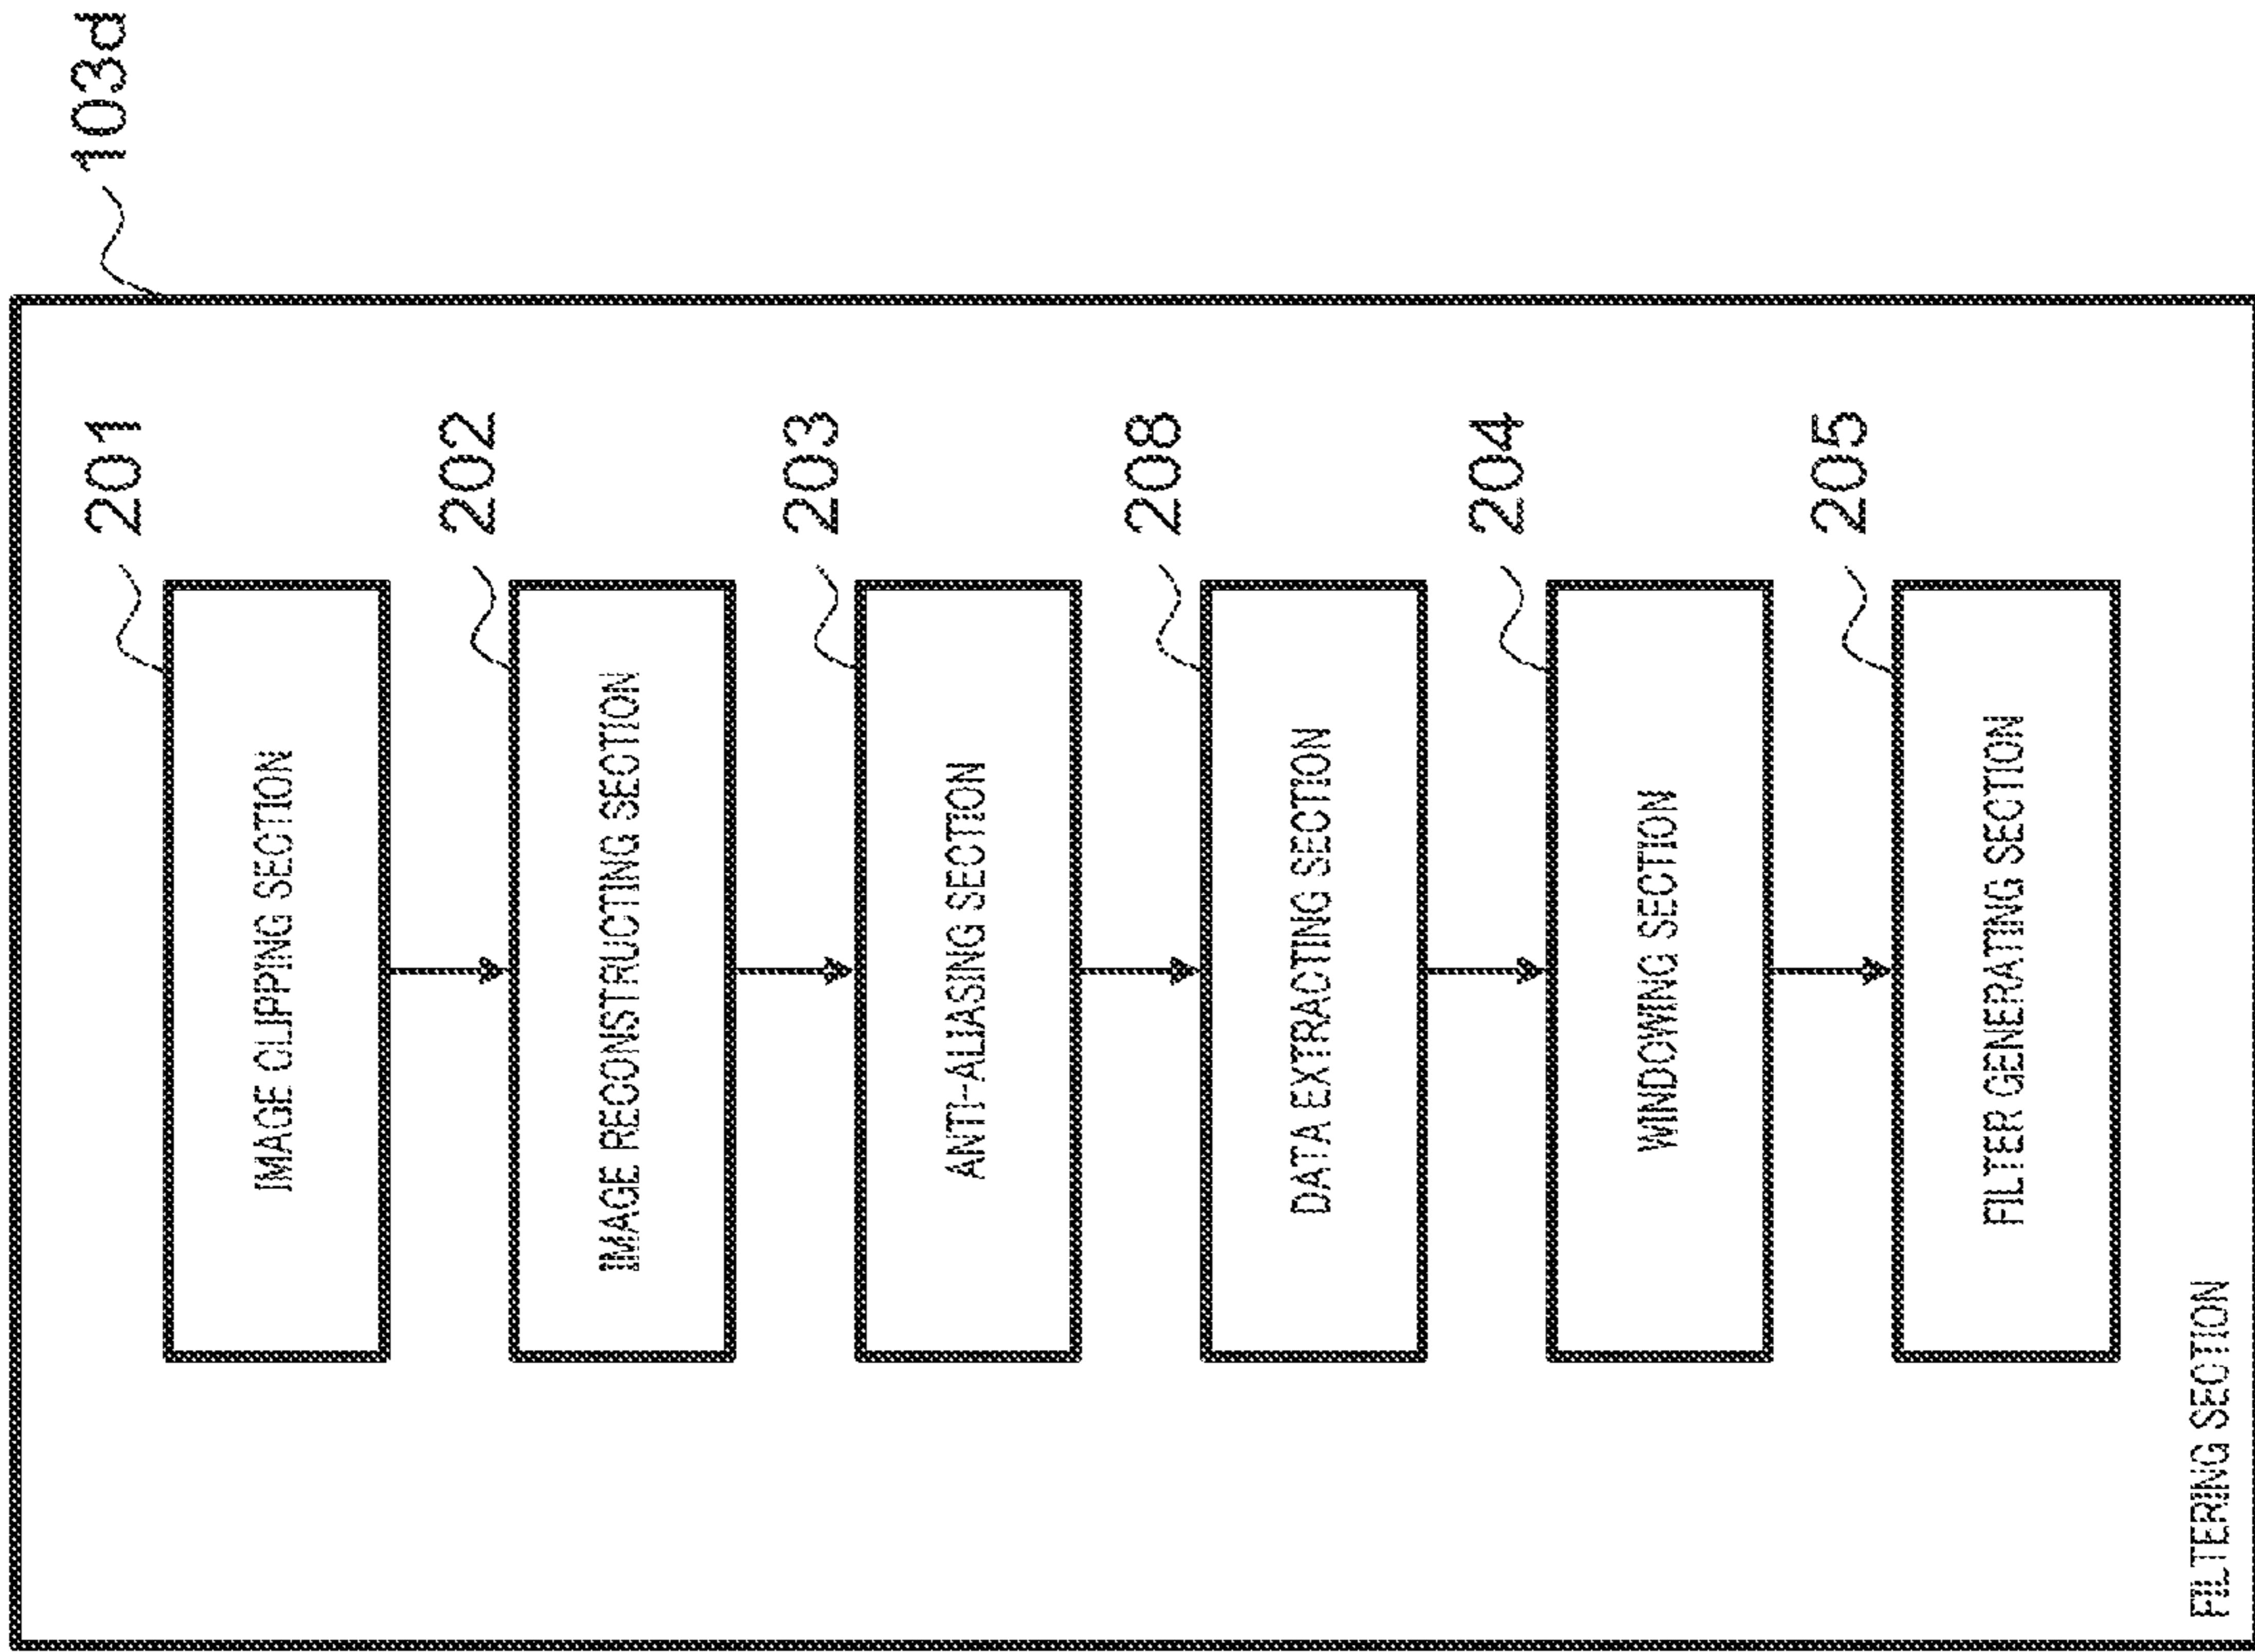 103d
201
IMAGE CLIPPING SECTION
202
IMAGE RECONSTRUCTING SECTION
203
ANTI-ALIASING SECTION
208
DATA EXTRACTING SECTION
204
WINDOWING SECTION
205
FILTER GENERATING SECTION
FILTERING SECTION